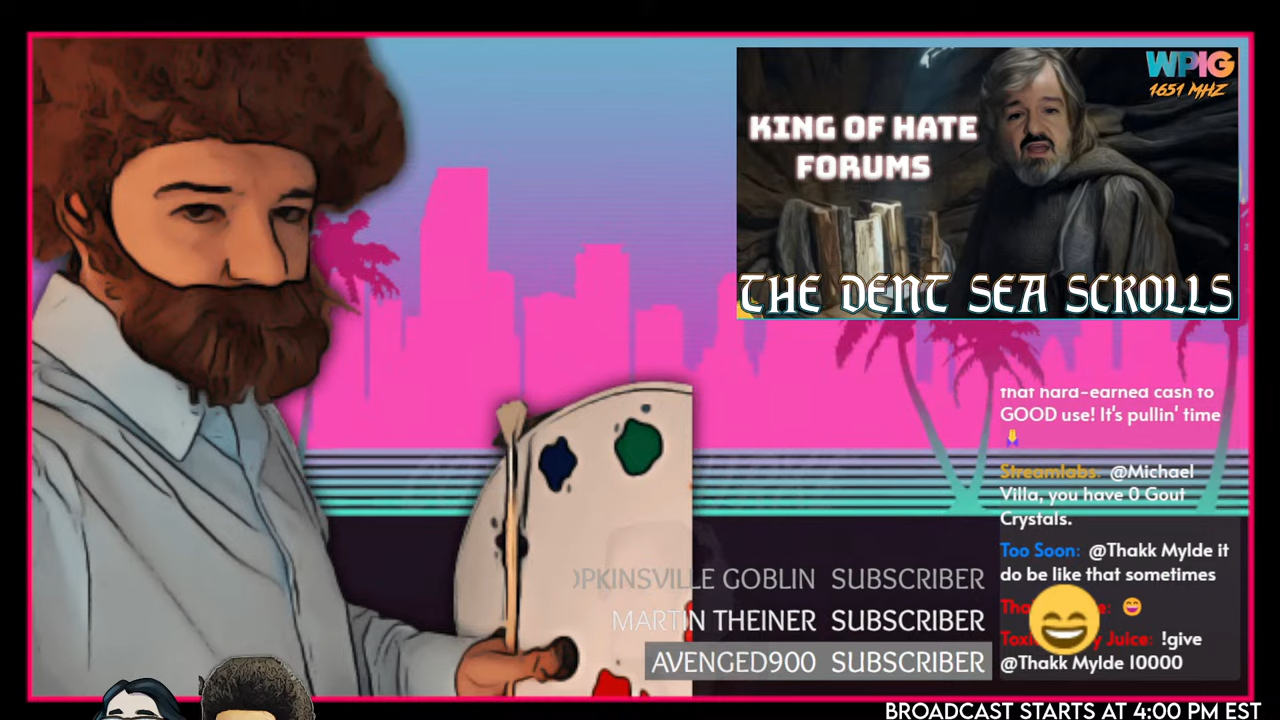 WPIG
1651 MHZ
KING OF HATE
FORUMS
THE DENT SEA SCROLLS
that hard-earned cash to
GOOD use! It's pullin' time
Streamlabs: @Michael
Villa, you have 0 Gout
Crystals.
Too Soon: @Thakk Mylde it
do be like that sometimes
Juice: !give
@Thakk Mylde 10000
OPKINSVILLE GOBLIN SUBSCRIBER
MARTIN THEINER SUBSCRIBER
AVENGED900 SUBSCRIBER
BROADCAST STARTS AT 4:00 PM EST